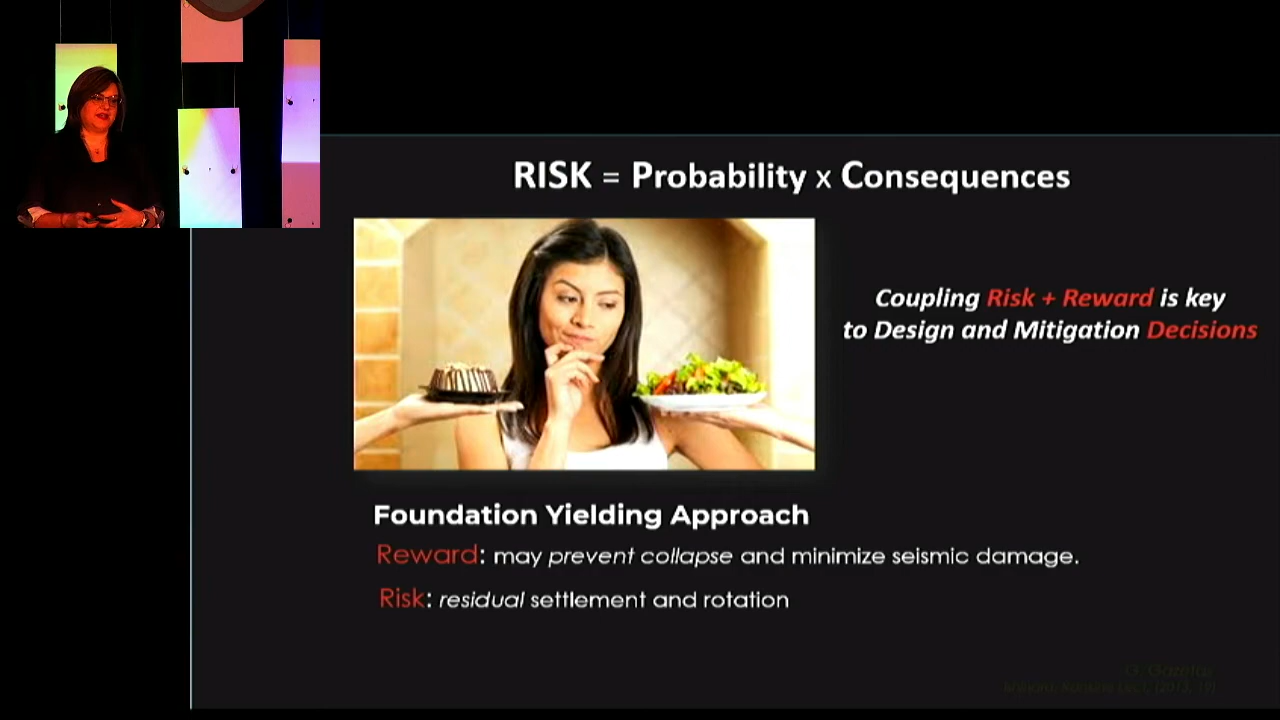 RISK = Probability x Consequences
Coupling Risk + Reward is key
to Design and Mitigation Decisions
Foundation Yielding Approach
Reward: may prevent collapse and minimize seismic damage.
Risk: residual settlement and rotation
G. Gazetas